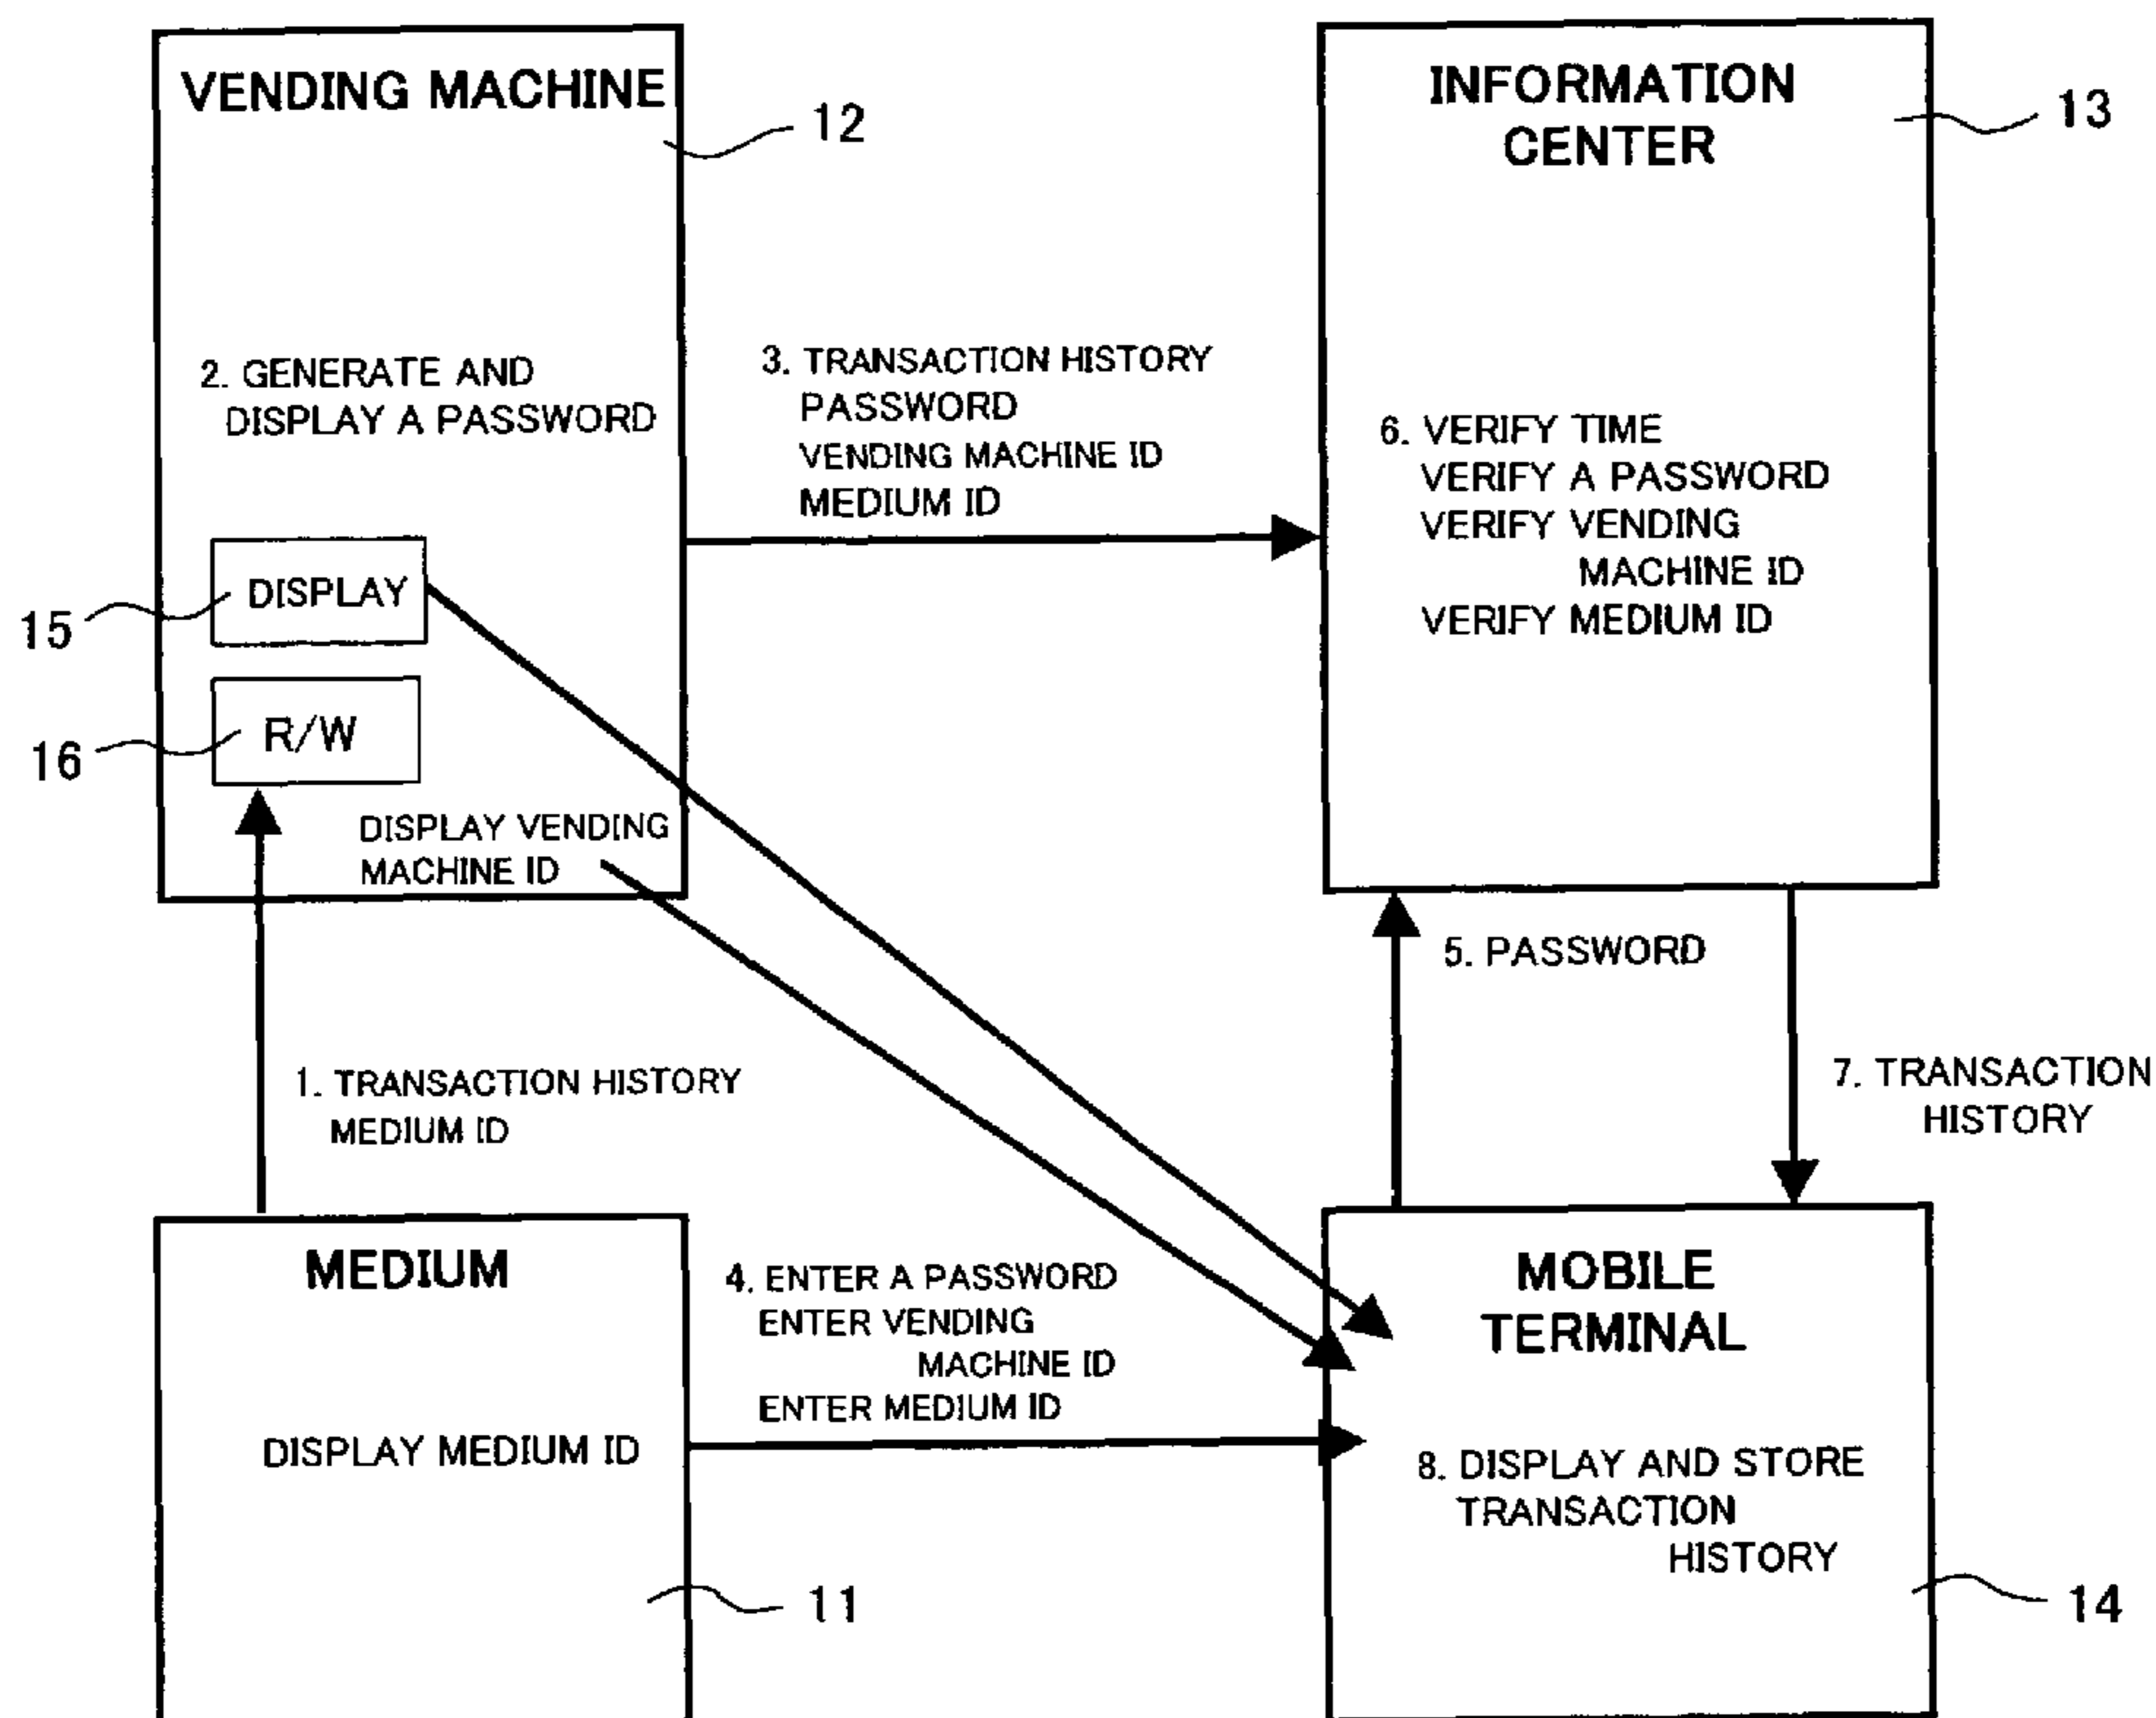 VENDING MACHINE
12
2. GENERATE AND
DISPLAY A PASSWORD
DISPLAY
15
R/W
16
DISPLAY VENDING
MACHINE ID
3. TRANSACTION HISTORY
PASSWORD
VENDING MACHINE ID
MEDIUM ID
INFORMATION
CENTER
13
6. VERIFY TIME
VERIFY A PASSWORD
VERIFY VENDING
MACHINE ID
VERIFY MEDIUM ID
1. TRANSACTION HISTORY
MEDIUM ID
5. PASSWORD
7. TRANSACTION
HISTORY
MEDIUM
DISPLAY MEDIUM ID
11
4. ENTER A PASSWORD
ENTER VENDING
MACHINE ID
ENTER MEDIUM ID
MOBILE
TERMINAL
8. DISPLAY AND STORE
TRANSACTION
HISTORY
14